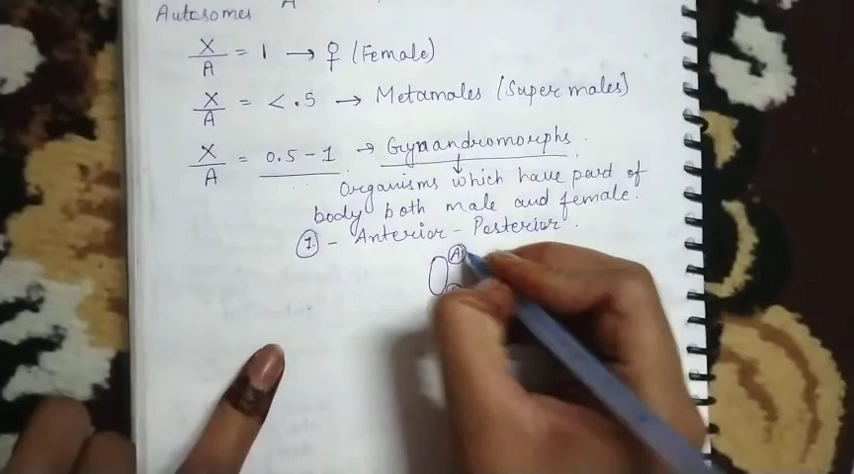 Autosomes A
X/A = 1 → ♀ (Female)
X/A = < .5 → Metamales (Super males)
X/A = 0.5 - 1 → Gynandromorphs.
Organisms which have part of
body both male and female.
① - Anterior - Posterior.
A